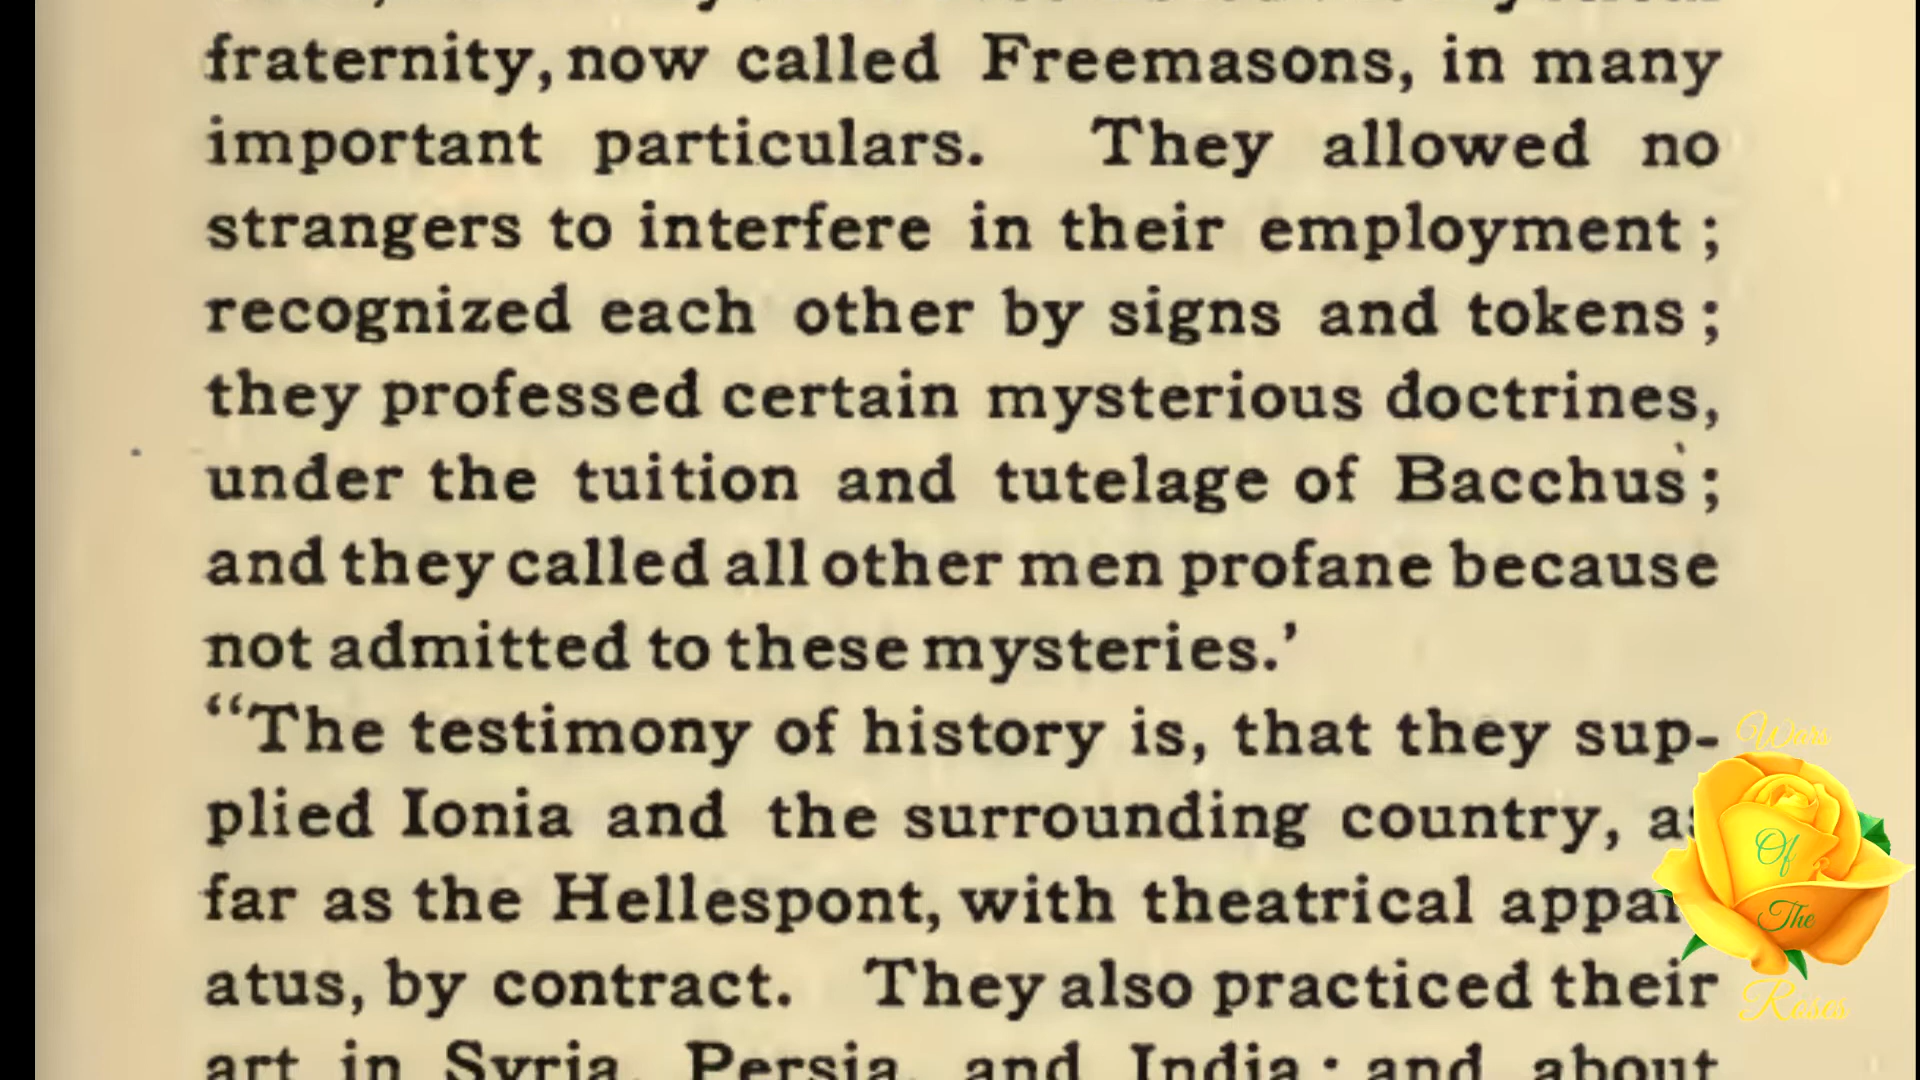 fraternity, now called Freemasons, in many
important particulars. They allowed no
strangers to interfere in their employment ;
recognized each other by signs and tokens ;
they professed certain mysterious doctrines,
under the tuition and tutelage of Bacchus ;
and they called all other men profane because
not admitted to these mysteries.’
“The testimony of history is, that they sup-
plied Ionia and the surrounding country, as
far as the Hellespont, with theatrical appar-
atus, by contract. They also practiced their
art in Syria, Persia, and India ; and about
Wars
Of
The
Roses